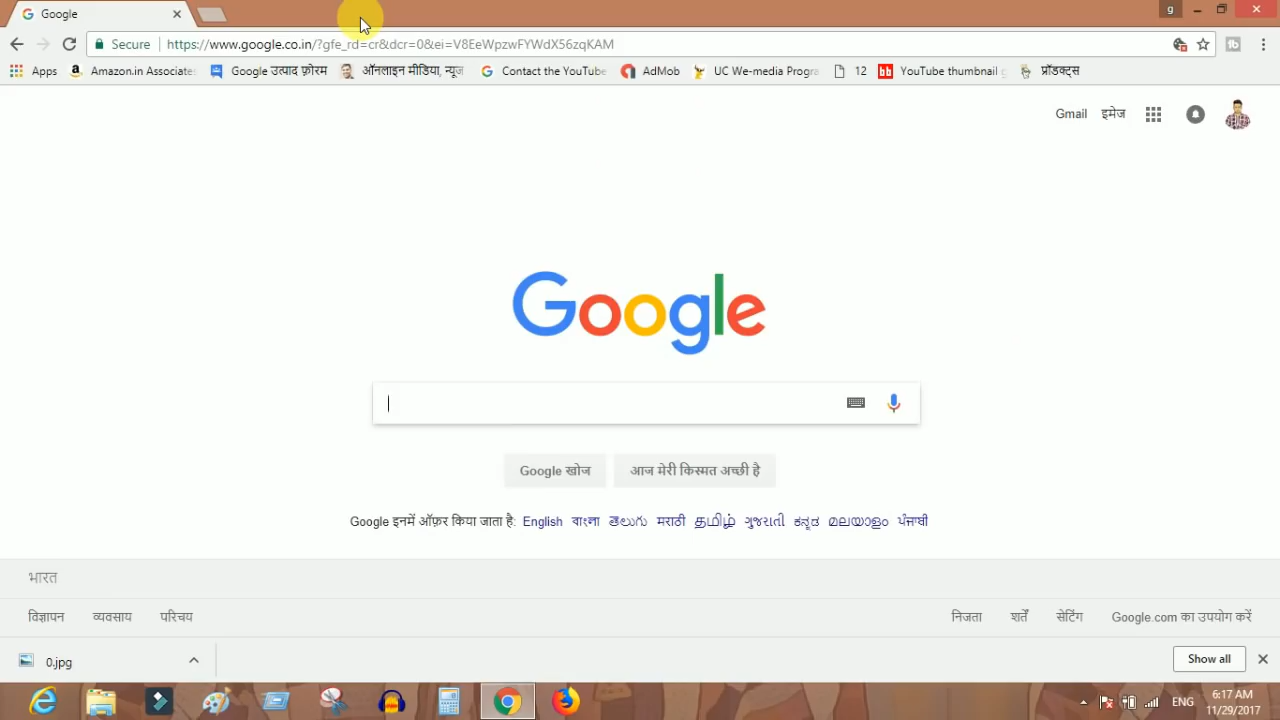 Google
g
Secure https://www.google.co.in/?gfe_rd=cr&dcr=0&ei=V8EeWpzwFYWdX56zqKAM
Apps Amazon.in Associate Google उत्पाद फ़ोरम ऑनलाइन मीडिया, न्यूज़ Contact the YouTube AdMob UC We-media Progra 12 YouTube thumbnail प्रॉडक्ट्स
Gmail इमेज
Google
Google खोज आज मेरी किस्मत अच्छी है
Google इनमें ऑफ़र किया जाता है: English বাংলা తెలుగు मराठी தமிழ் ગુજરાતી ಕನ್ನಡ മലയാളം ਪੰਜਾਬੀ
भारत
विज्ञापन व्यवसाय परिचय निजता शर्तें सेटिंग Google.com का उपयोग करें
0.jpg Show all
ENG 6:17 AM
11/29/2017